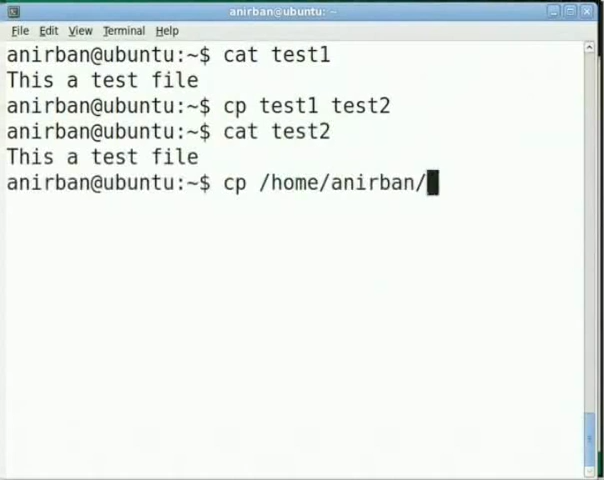 anirban@ubuntu: ~
File Edit View Terminal Help
anirban@ubuntu:~$ cat test1
This a test file
anirban@ubuntu:~$ cp test1 test2
anirban@ubuntu:~$ cat test2
This a test file
anirban@ubuntu:~$ cp /home/anirban/